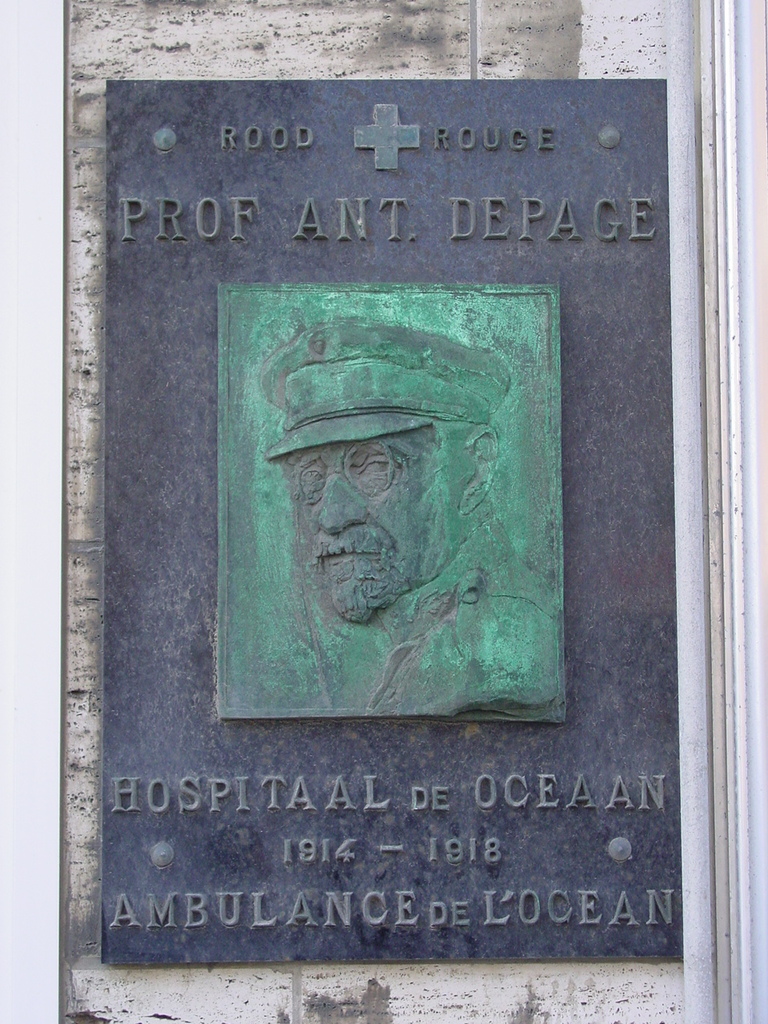 ROOD ROUGE
PROF ANT. DEPAGE
HOSPITAAL DE OCEAAN
1914 - 1918
AMBULANCE DE L'OCEAN